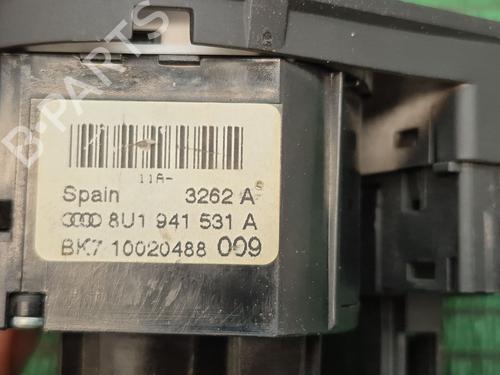 B-PARTS
11A-
Spain 3262 A
8U1 941 531 A
BK7 10020488 009